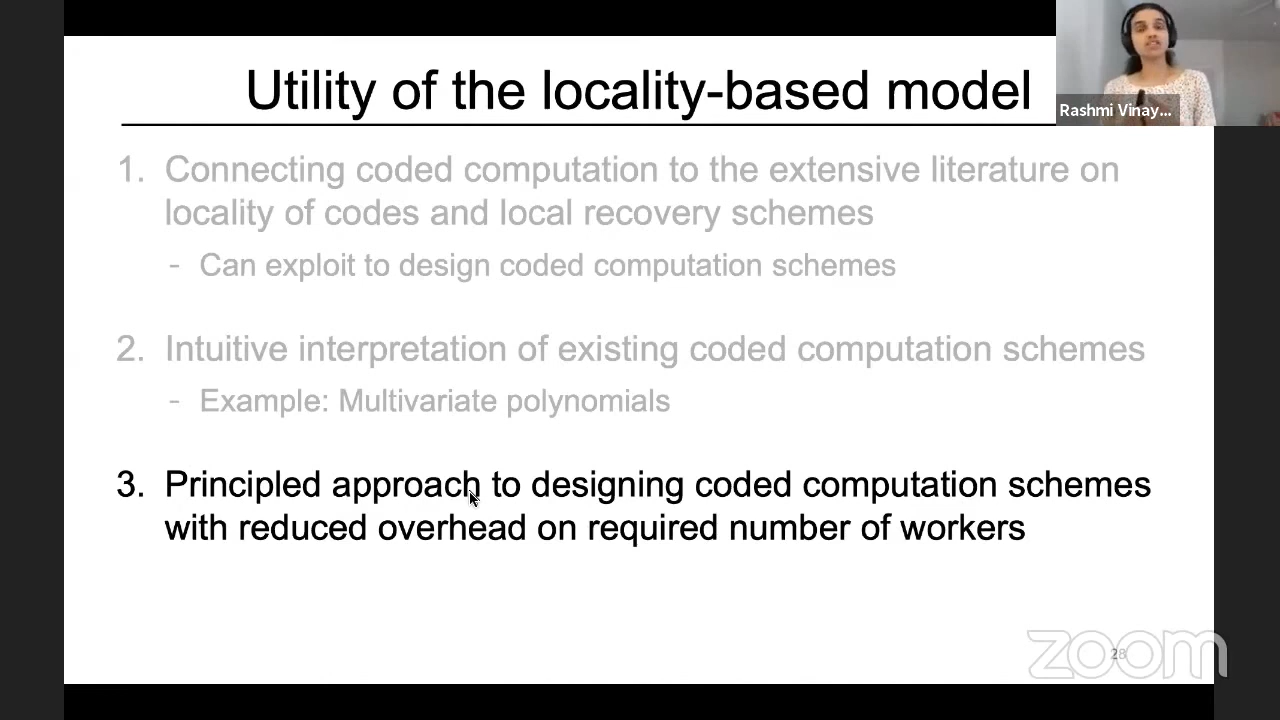 Utility of the locality-based model
Rashmi Vinay...
1. Connecting coded computation to the extensive literature on
locality of codes and local recovery schemes
- Can exploit to design coded computation schemes
2. Intuitive interpretation of existing coded computation schemes
- Example: Multivariate polynomials
3. Principled approach to designing coded computation schemes
with reduced overhead on required number of workers
28
zoom